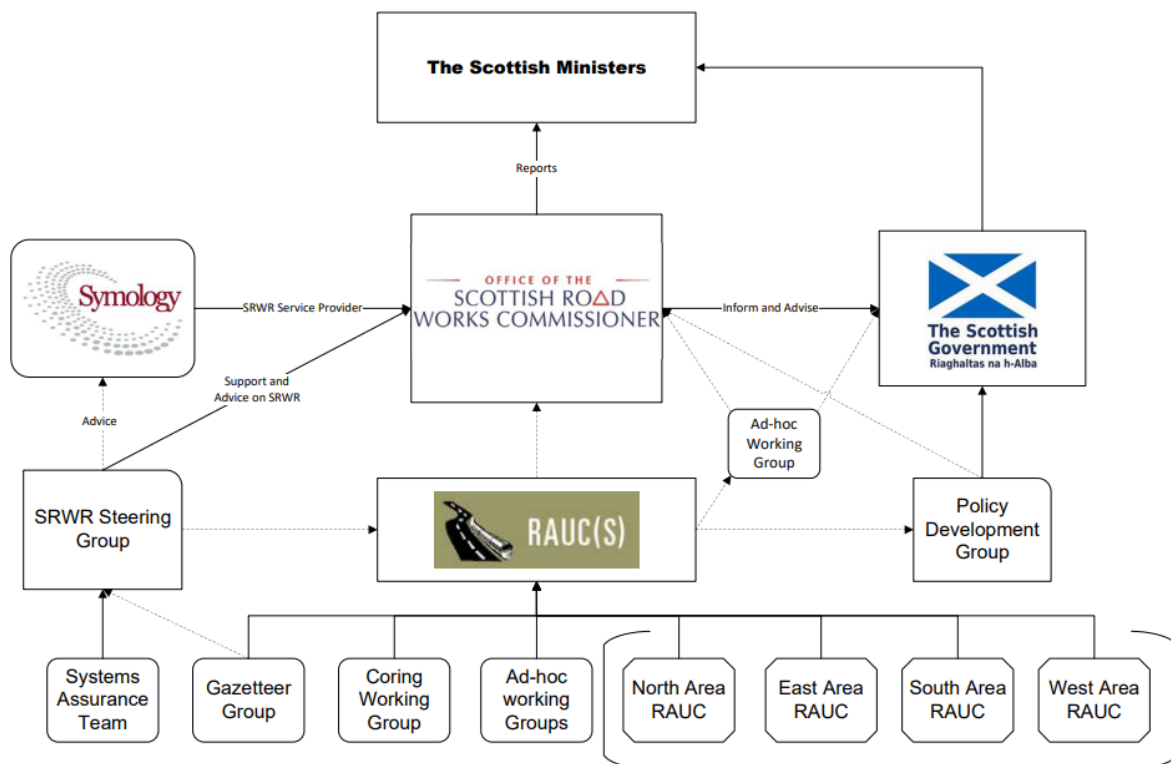 The Scottish Ministers
Reports
Symology
SRWR Service Provider
OFFICE OF THE
SCOTTISH ROAD
WORKS COMMISSIONER
Inform and Advise
The Scottish
Government
Riaghaltas na h-Alba
Support and
Advice on SRWR
Advice
Ad-hoc
Working
Group
SRWR Steering
Group
RAUC(S)
Policy
Development
Group
Systems
Assurance
Team
Gazetteer
Group
Coring
Working
Group
Ad-hoc
working
Groups
North Area
RAUC
East Area
RAUC
South Area
RAUC
West Area
RAUC